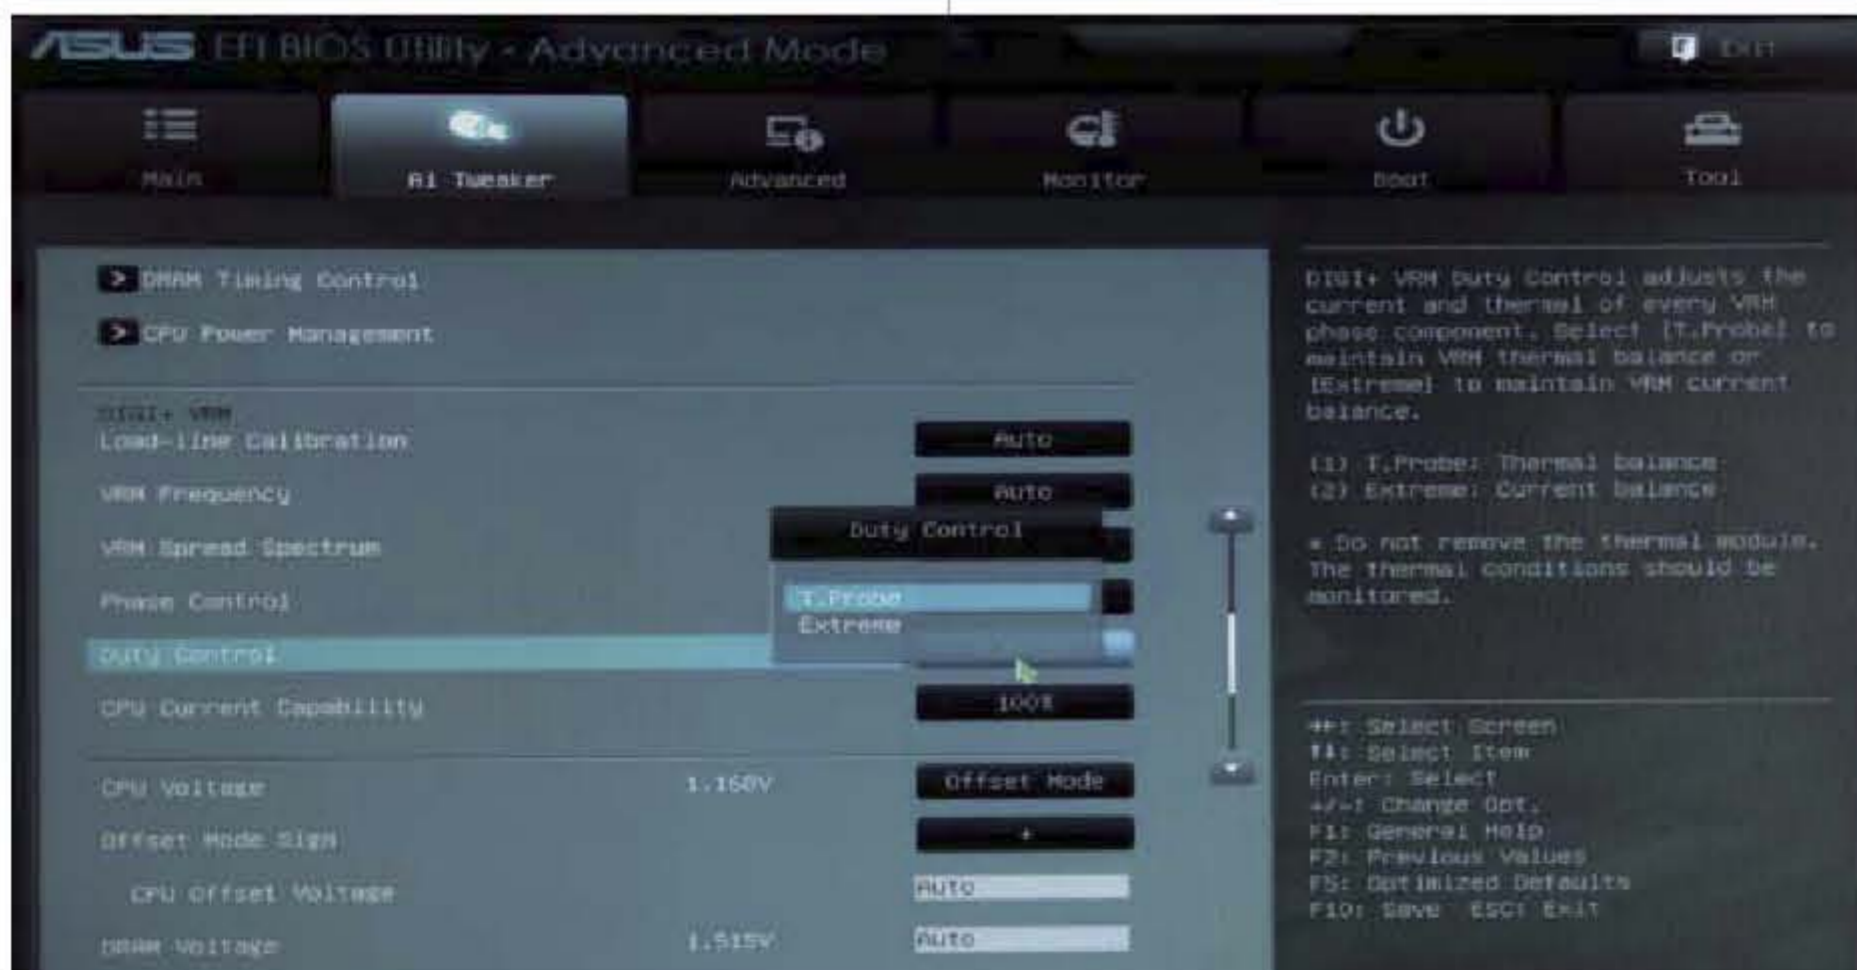 ASUS EFI BIOS Utility - Advanced Mode
Exit
Main
Ai Tweaker
Advanced
Monitor
Boot
Tool
> DRAM Timing Control
> CPU Power Management
DIGI+ VRM
Load-line Calibration Auto
VRM Frequency Auto
VRM Spread Spectrum
Phase Control
Duty Control
CPU Current Capability 100%
Duty Control
T.Probe
Extreme
CPU Voltage 1.160V Offset Mode
Offset Mode Sign +
CPU Offset Voltage Auto
DRAM Voltage 1.515V Auto
DIGI+ VRM Duty Control adjusts the
current and thermal of every VRM
phase component. Select [T.Probe] to
maintain VRM thermal balance or
[Extreme] to maintain VRM current
balance.
(1) T.Probe: Thermal balance
(2) Extreme: Current balance
* Do not remove the thermal module.
The thermal conditions should be
monitored.
→←: Select Screen
↑↓: Select Item
Enter: Select
+/-: Change Opt.
F1: General Help
F2: Previous Values
F5: Optimized Defaults
F10: Save ESC: Exit